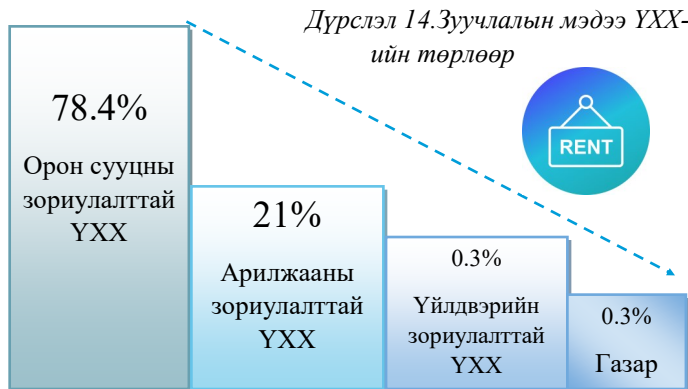 Дүрслэл 14.Зуучлалын мэдээ ҮХХ-
ийн төрлөөр
RENT
78.4%
Орон сууцны
зориулалттай
ҮХХ
21%
Арилжааны
зориулалттай
ҮХХ
0.3%
Үйлдвэрийн
зориулалттай
ҮХХ
0.3%
Газар